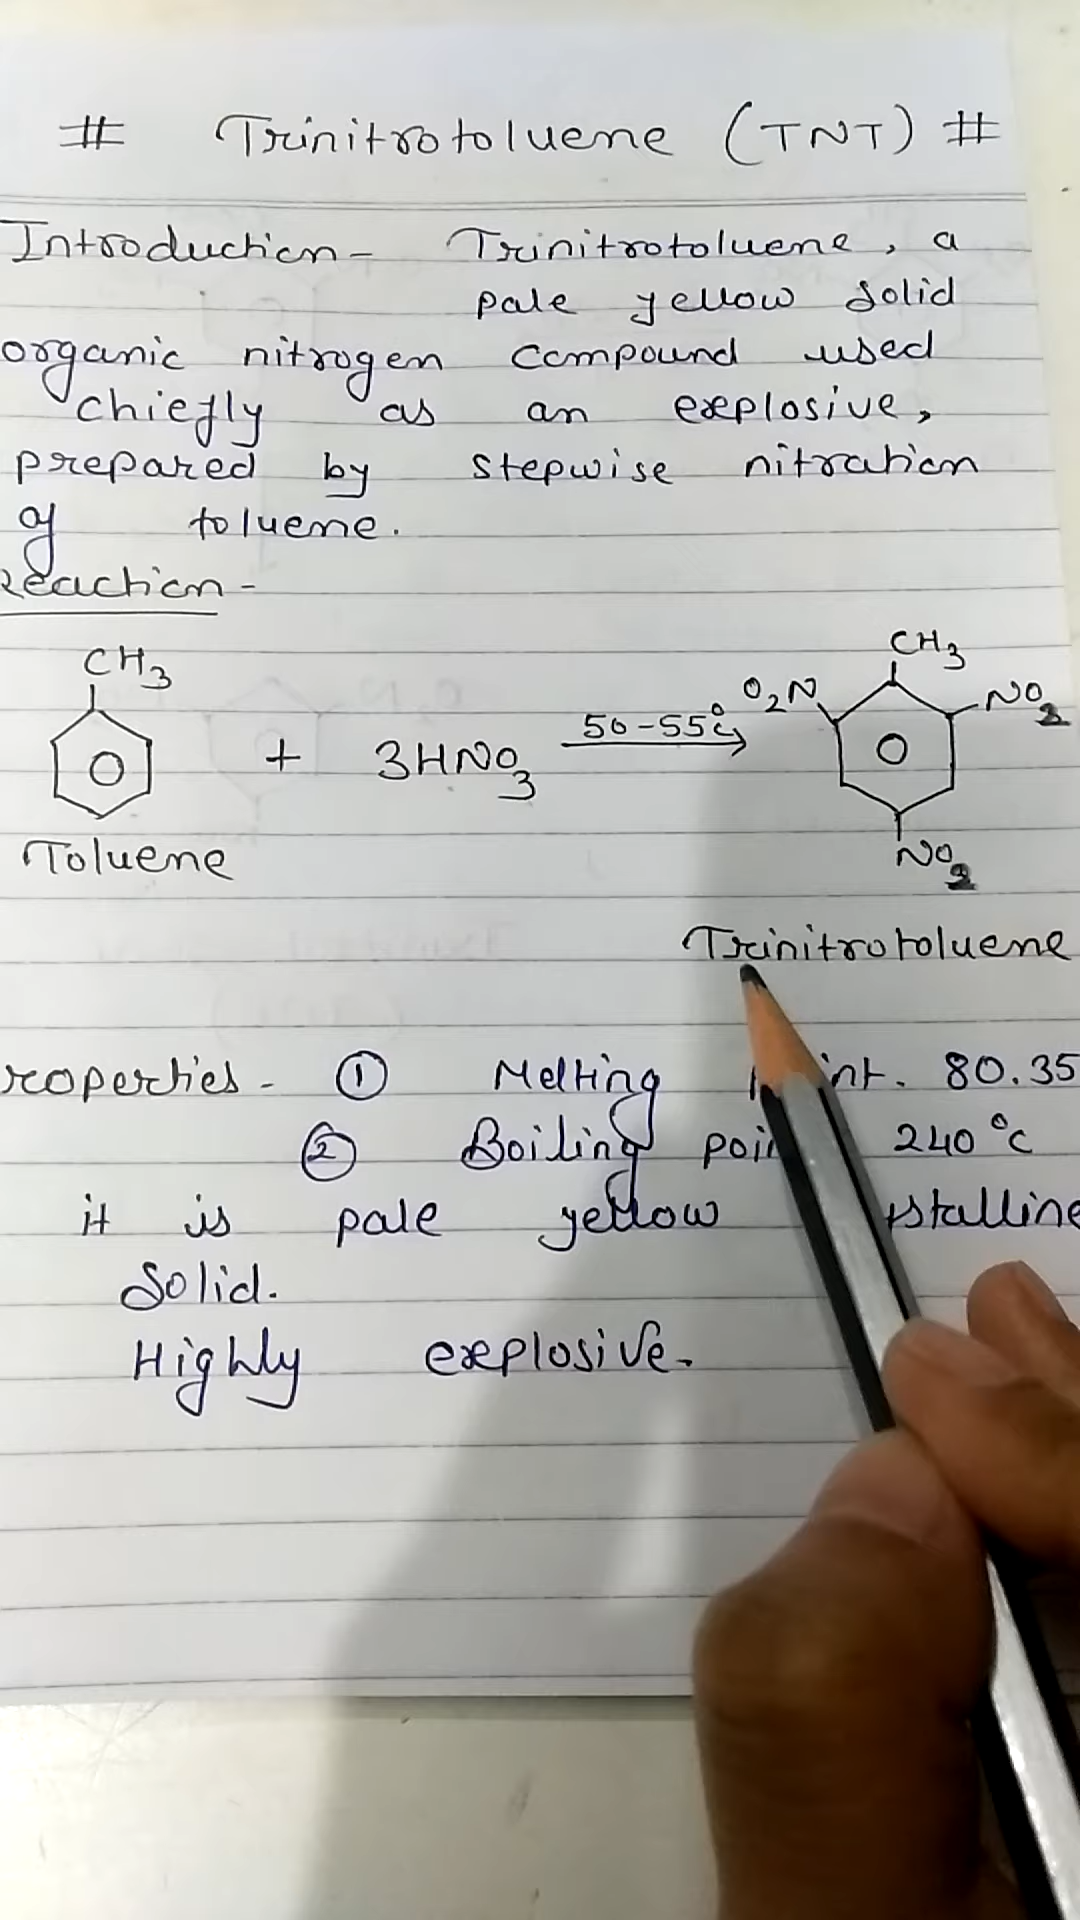 # Trinitrotoluene (TNT) #
Introduction - Trinitrotoluene, a
pale yellow solid
organic nitrogen compound used
chiefly as an explosive,
prepared by stepwise nitration
of toluene.
Reaction -
CH3
CH3
O2N
NO2
50-55°C
+ 3HNO3
NO2
Toluene
Trinitrotoluene
roperties - ① Melting 80.35
② Boiling 240°c
it is pale yellow stalline
Solid.
Highly explosive.